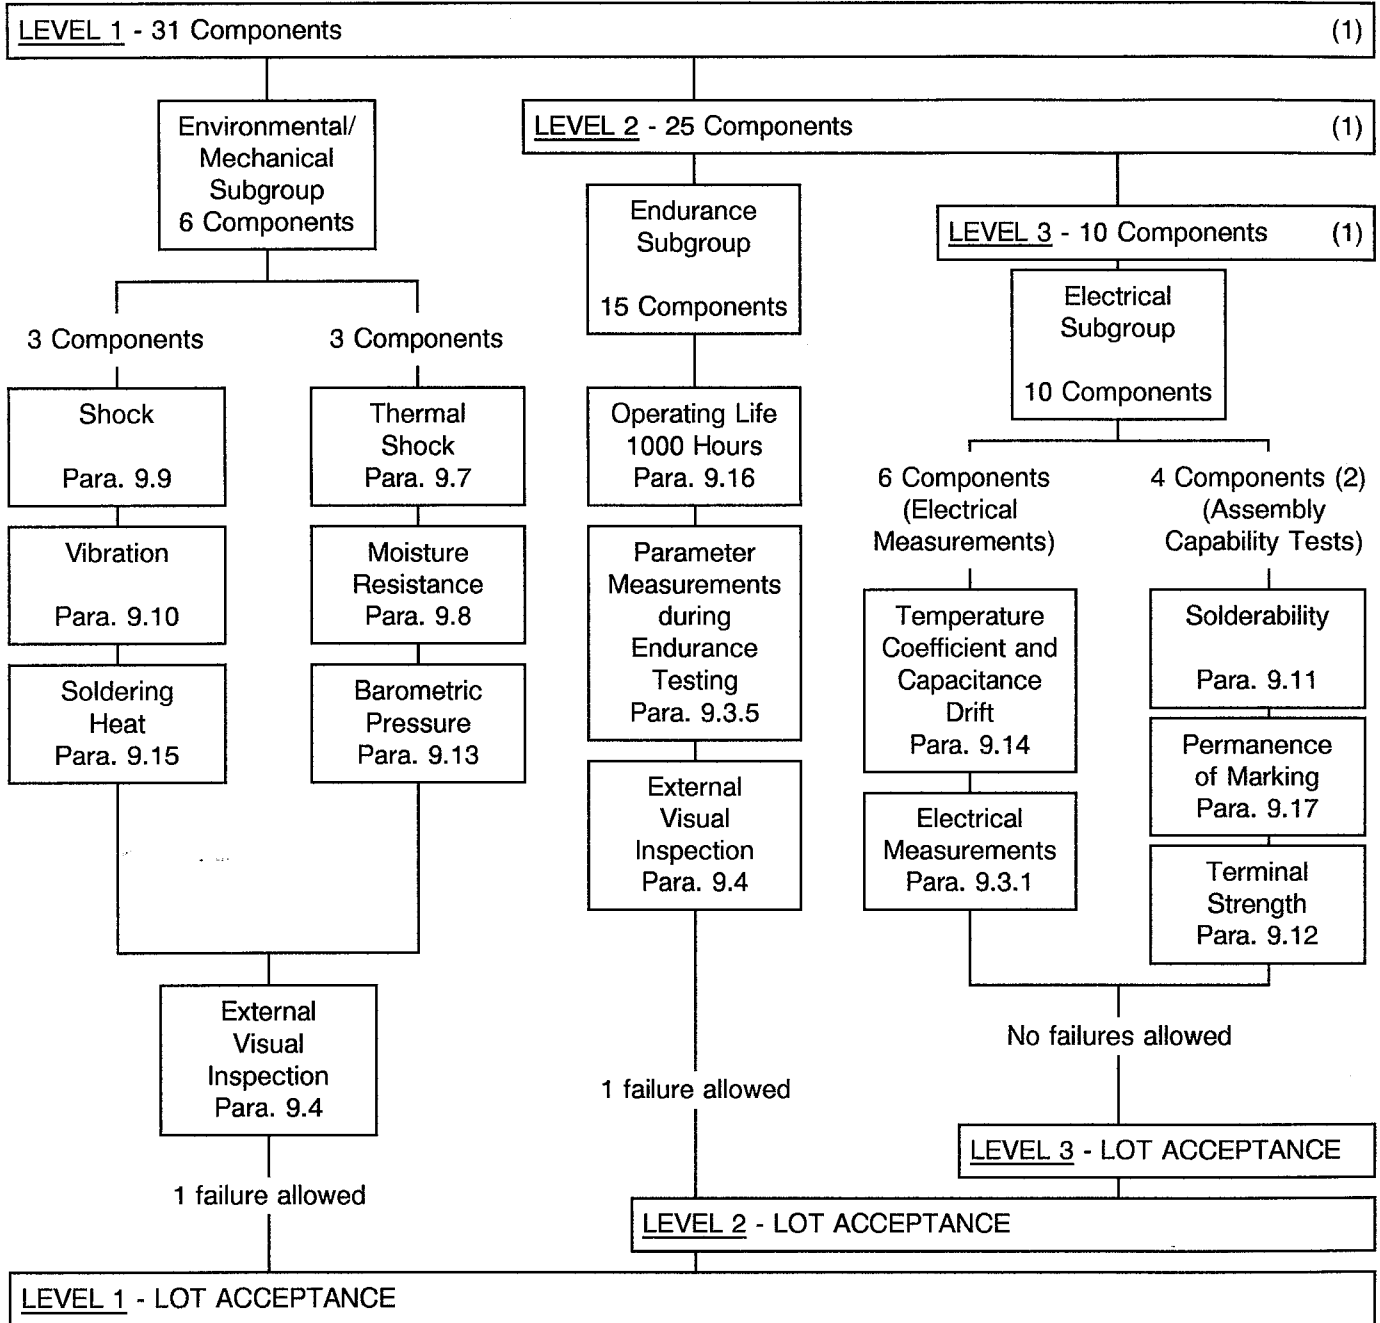 LEVEL 1 - 31 Components (1)
Environmental/
Mechanical
Subgroup
6 Components
LEVEL 2 - 25 Components (1)
Endurance
Subgroup
15 Components
LEVEL 3 - 10 Components (1)
Electrical
Subgroup
10 Components
3 Components
3 Components
Shock
Para. 9.9
Thermal
Shock
Para. 9.7
Operating Life
1000 Hours
Para. 9.16
6 Components
(Electrical
Measurements)
4 Components (2)
(Assembly
Capability Tests)
Vibration
Para. 9.10
Moisture
Resistance
Para. 9.8
Parameter
Measurements
during
Endurance
Testing
Para. 9.3.5
Temperature
Coefficient and
Capacitance
Drift
Para. 9.14
Solderability
Para. 9.11
Soldering
Heat
Para. 9.15
Barometric
Pressure
Para. 9.13
External
Visual
Inspection
Para. 9.4
Electrical
Measurements
Para. 9.3.1
Permanence
of Marking
Para. 9.17
Terminal
Strength
Para. 9.12
External
Visual
Inspection
Para. 9.4
No failures allowed
1 failure allowed
LEVEL 3 - LOT ACCEPTANCE
1 failure allowed
LEVEL 2 - LOT ACCEPTANCE
LEVEL 1 - LOT ACCEPTANCE